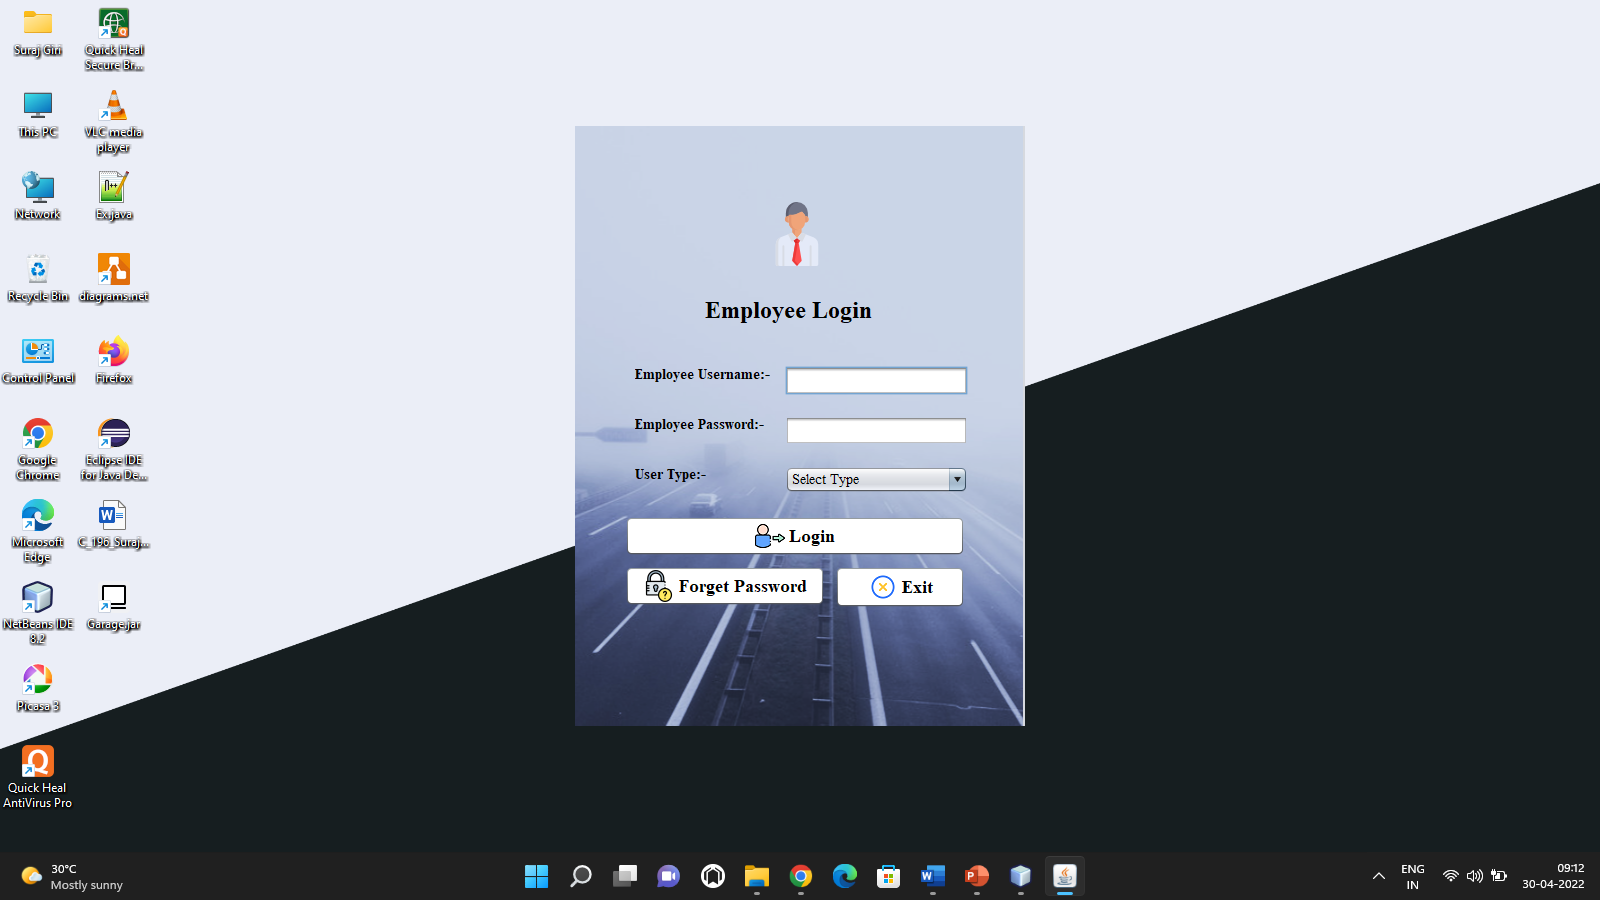 Suraj Giri
Quick Heal
Secure Br...
This PC
VLC media
player
Network
Ex.java
Recycle Bin
diagrams.net
Control Panel
Firefox
Google
Chrome
Eclipse IDE
for Java De...
Microsoft
Edge
C_196_Suraj...
NetBeans IDE
8.2
Garage.jar
Picasa 3
Quick Heal
AntiVirus Pro
Employee Login
Employee Username:-
Employee Password:-
User Type:-
Select Type
Login
Forget Password
Exit
30°C
Mostly sunny
ENG
IN
09:12
30-04-2022